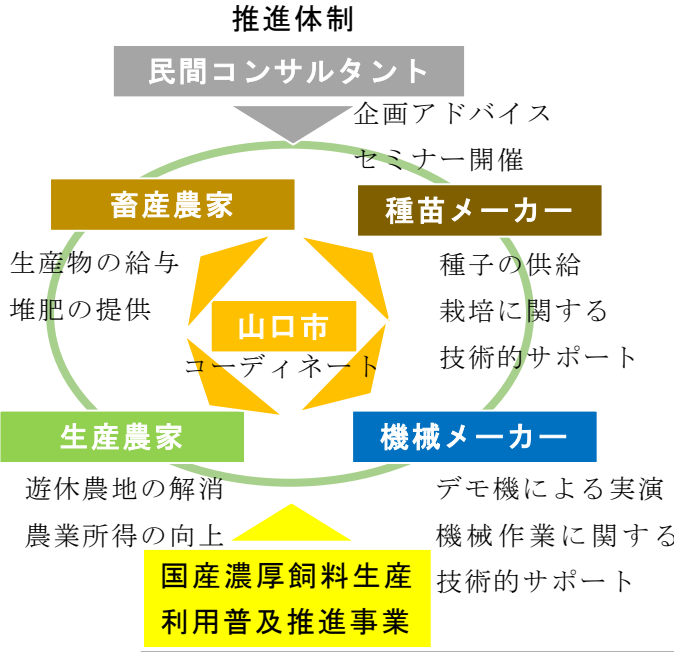 推進体制
民間コンサルタント
企画アドバイス
セミナー開催
畜産農家
生産物の給与
堆肥の提供
種苗メーカー
種子の供給
栽培に関する
技術的サポート
山口市
コーディネート
生産農家
遊休農地の解消
農業所得の向上
機械メーカー
デモ機による実演
機械作業に関する
技術的サポート
国産濃厚飼料生産
利用普及推進事業